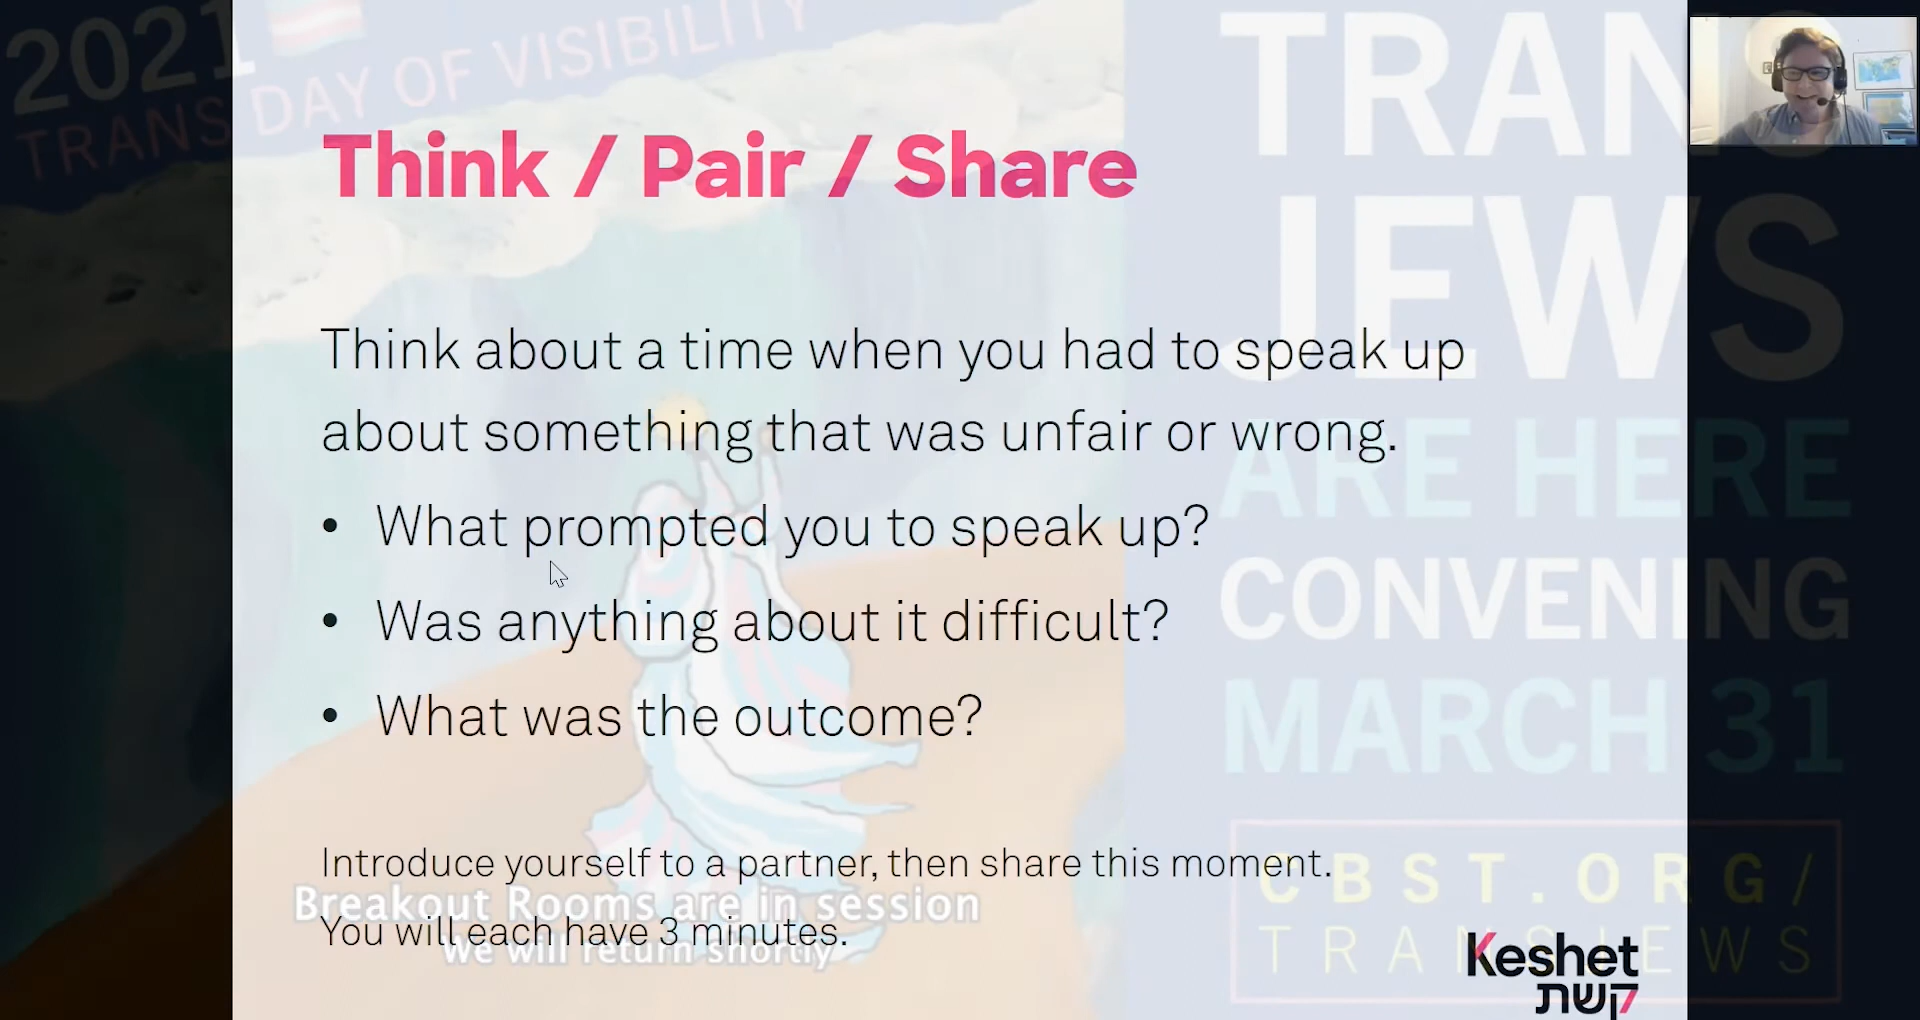 2021
TRANS DAY OF VISIBILITY
Think / Pair / Share
Think about a time when you had to speak up
about something that was unfair or wrong.
• What prompted you to speak up?
• Was anything about it difficult?
• What was the outcome?
Introduce yourself to a partner, then share this moment.
You will each have 3 minutes.
Breakout Rooms are in session
We will return shortly
TRANS
JEWS
ARE HERE
CONVENING
MARCH 31
CBST.ORG/
TRANSJEWS
Keshet
קשת